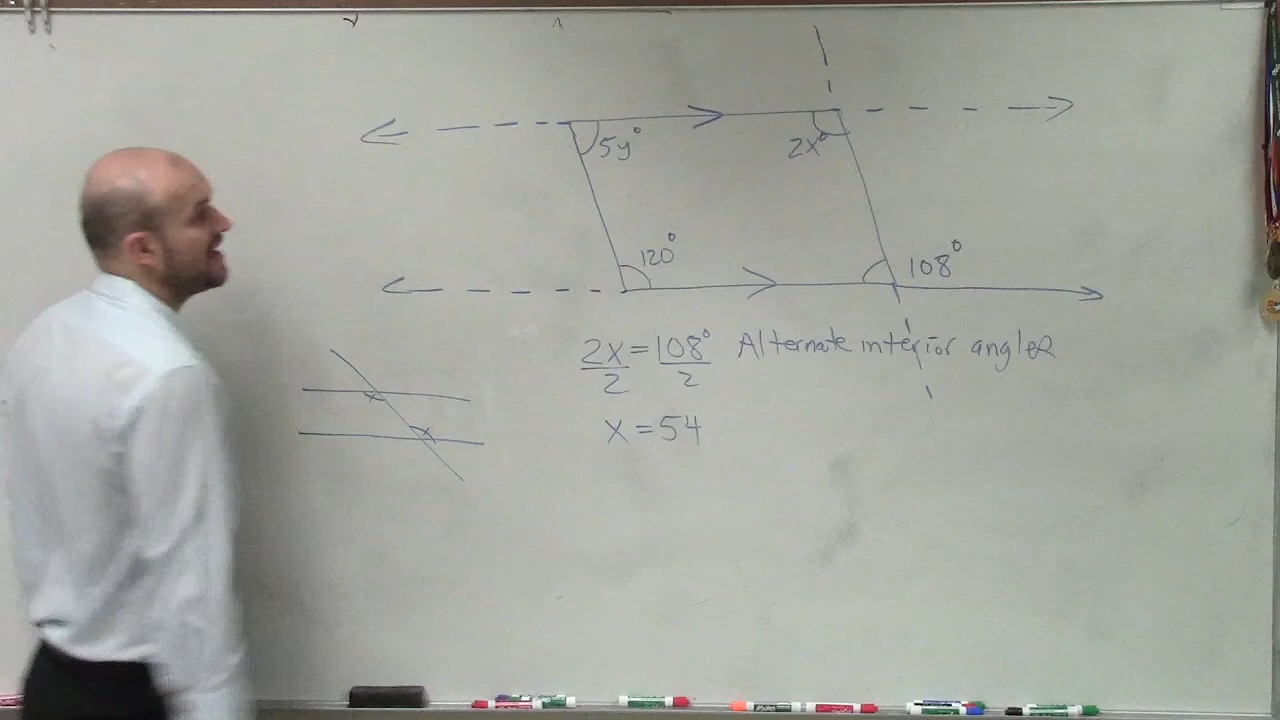 5y°
2x°
120°
108°
2x = 108° Alternate interior angles
2 2
x = 54